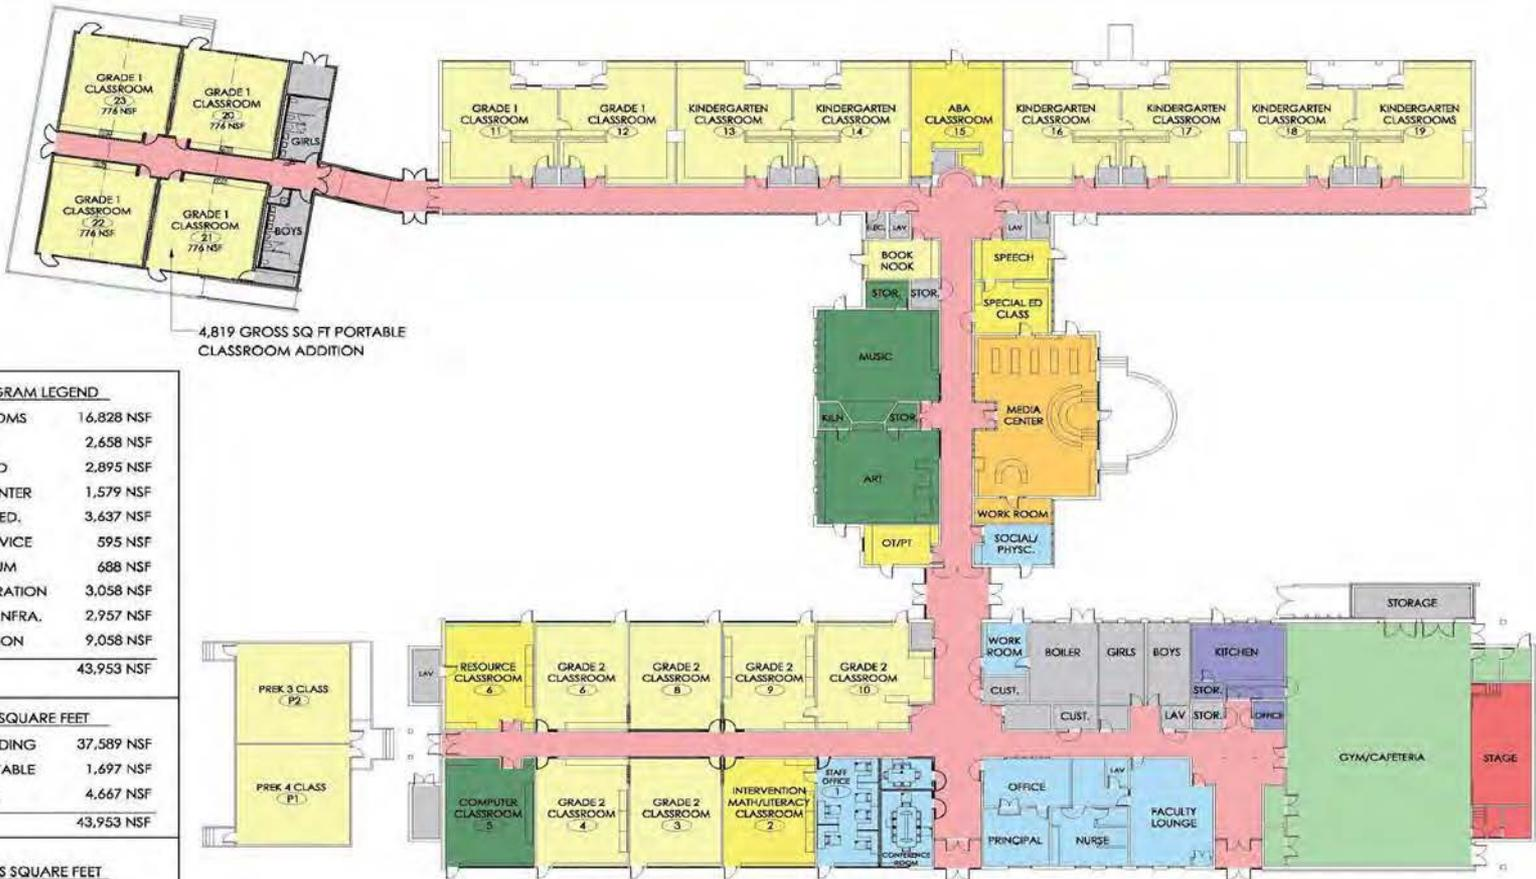 GRADE 1
CLASSROOM
23
776 NSF
GRADE 1
CLASSROOM
20
776 NSF
GIRLS
GRADE 1
CLASSROOM
22
776 NSF
GRADE 1
CLASSROOM
21
776 NSF
BOYS
4,819 GROSS SQ FT PORTABLE
CLASSROOM ADDITION
GRADE 1
CLASSROOM
11
GRADE 1
CLASSROOM
12
KINDERGARTEN
CLASSROOM
13
KINDERGARTEN
CLASSROOM
14
ABA
CLASSROOM
15
KINDERGARTEN
CLASSROOM
16
KINDERGARTEN
CLASSROOM
17
KINDERGARTEN
CLASSROOM
18
KINDERGARTEN
CLASSROOMS
19
ELEC.
LAV
LAV
BOOK
NOOK
SPEECH
STOR.
STOR.
SPECIAL ED
CLASS
MUSIC
MEDIA
CENTER
KILN
STOR.
ART
WORK ROOM
OT/PT
SOCIAL/
PHYSC.
GRAM LEGEND
OMS 16,828 NSF
2,658 NSF
D 2,895 NSF
NTER 1,579 NSF
ED. 3,637 NSF
VICE 595 NSF
UM 688 NSF
RATION 3,058 NSF
NFRA. 2,957 NSF
ON 9,058 NSF
43,953 NSF
SQUARE FEET
DING 37,589 NSF
TABLE 1,697 NSF
4,667 NSF
43,953 NSF
S SQUARE FEET
PREK 3 CLASS
P2
PREK 4 CLASS
P1
LAV
RESOURCE
CLASSROOM
6
GRADE 2
CLASSROOM
6
GRADE 2
CLASSROOM
8
GRADE 2
CLASSROOM
9
GRADE 2
CLASSROOM
10
WORK
ROOM
CUST.
BOILER
GIRLS
BOYS
KITCHEN
STOR.
CUST.
LAV
STOR.
OFFICE
STORAGE
GYM/CAFETERIA
STAGE
COMPUTER
CLASSROOM
5
GRADE 2
CLASSROOM
4
GRADE 2
CLASSROOM
3
INTERVENTION
MATH/LITERACY
CLASSROOM
2
STAFF
OFFICE
1
CONFERENCE
ROOM
OFFICE
LAV
PRINCIPAL
NURSE
FACULTY
LOUNGE